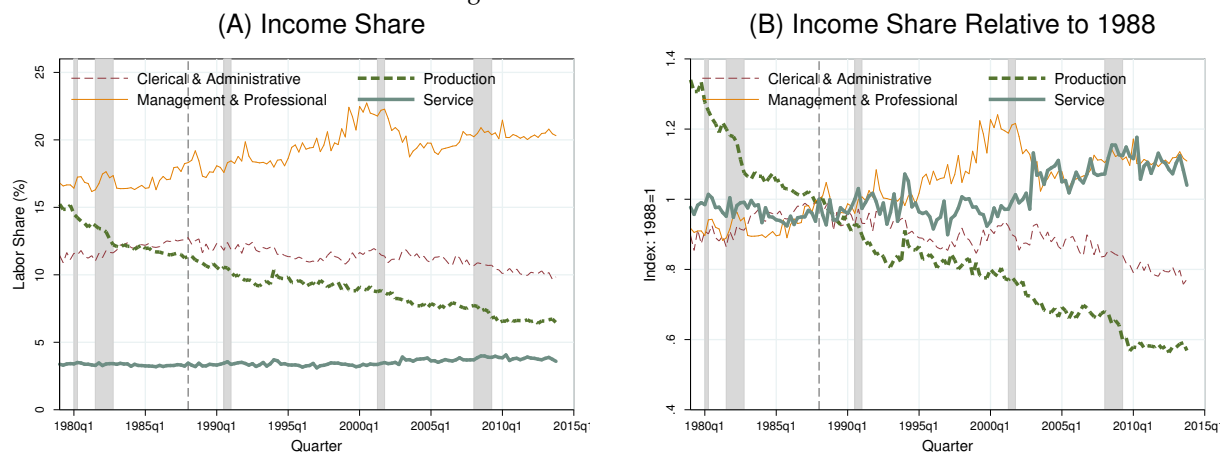 (A) Income Share
Labor Share (%)
25
20
15
10
5
0
Clerical & Administrative
Production
Management & Professional
Service
1980q1 1985q1 1990q1 1995q1 2000q1 2005q1 2010q1 2015q1
Quarter
(B) Income Share Relative to 1988
Index: 1988=1
1.4
1.2
1
.8
.6
.4
Clerical & Administrative
Production
Management & Professional
Service
1980q1 1985q1 1990q1 1995q1 2000q1 2005q1 2010q1 2015q
Quarter